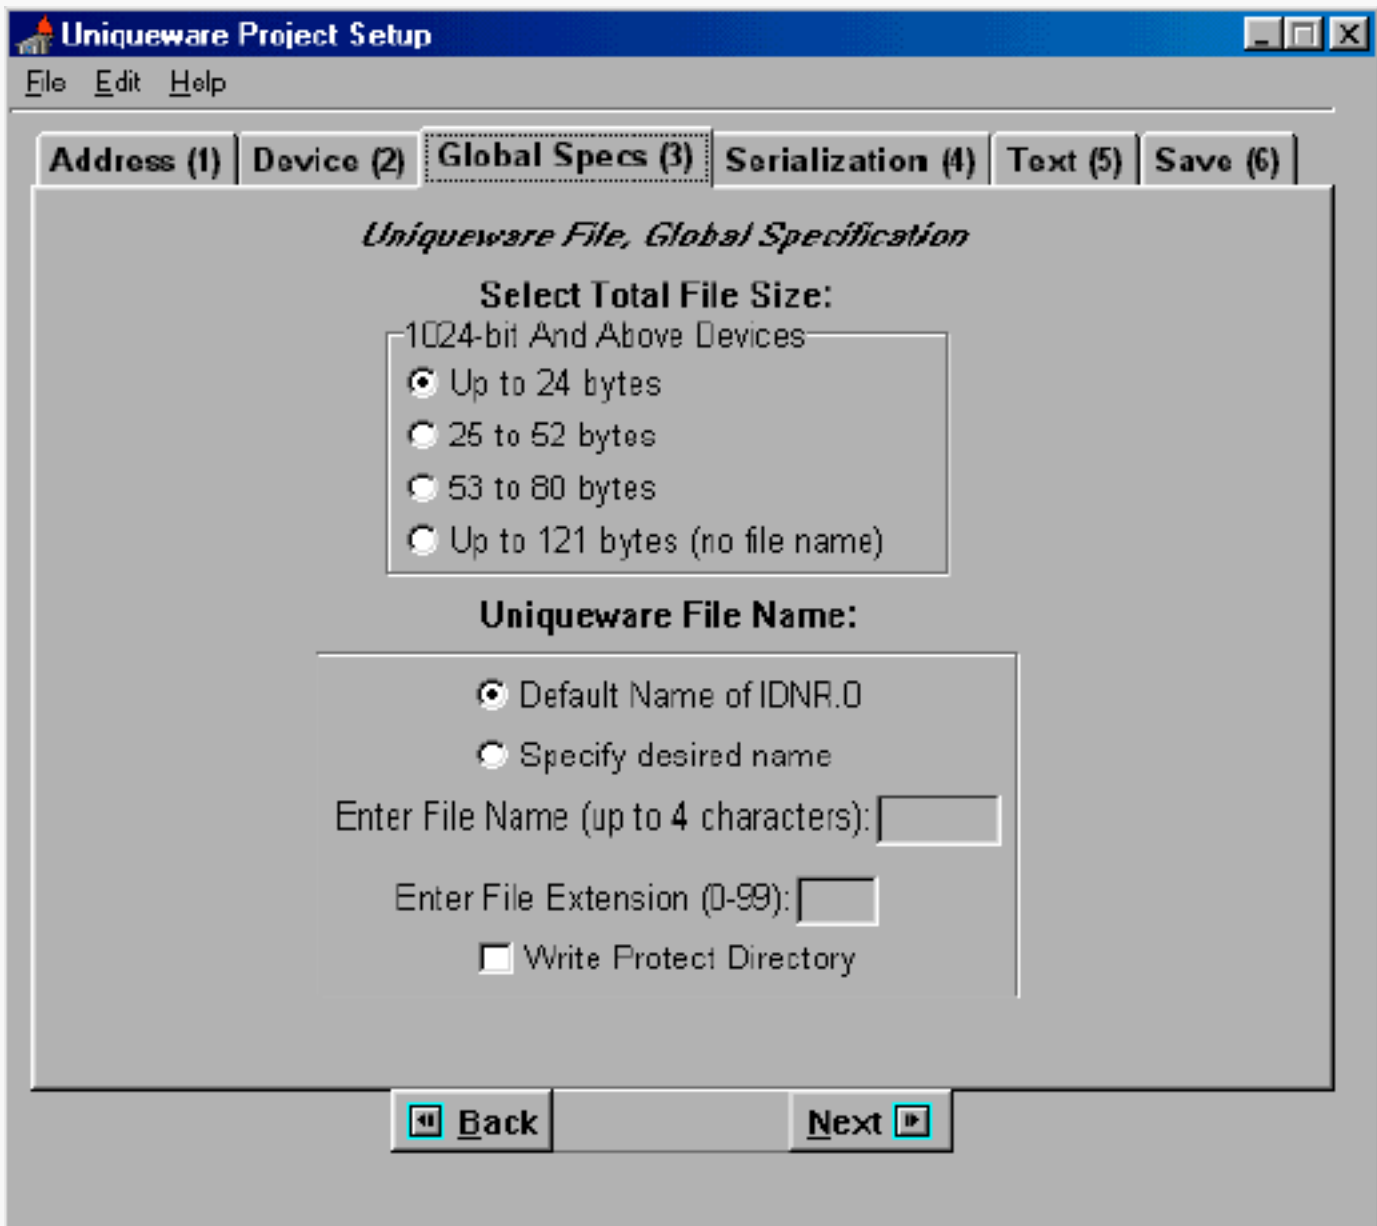 Uniqueware Project Setup
File Edit Help
Address (1) Device (2) Global Specs (3) Serialization (4) Text (5) Save (6)
Uniqueware File, Global Specification
Select Total File Size:
1024-bit And Above Devices
Up to 24 bytes
25 to 52 bytes
53 to 80 bytes
Up to 121 bytes (no file name)
Uniqueware File Name:
Default Name of IDNR.0
Specify desired name
Enter File Name (up to 4 characters):
Enter File Extension (0-99):
Write Protect Directory
Back Next